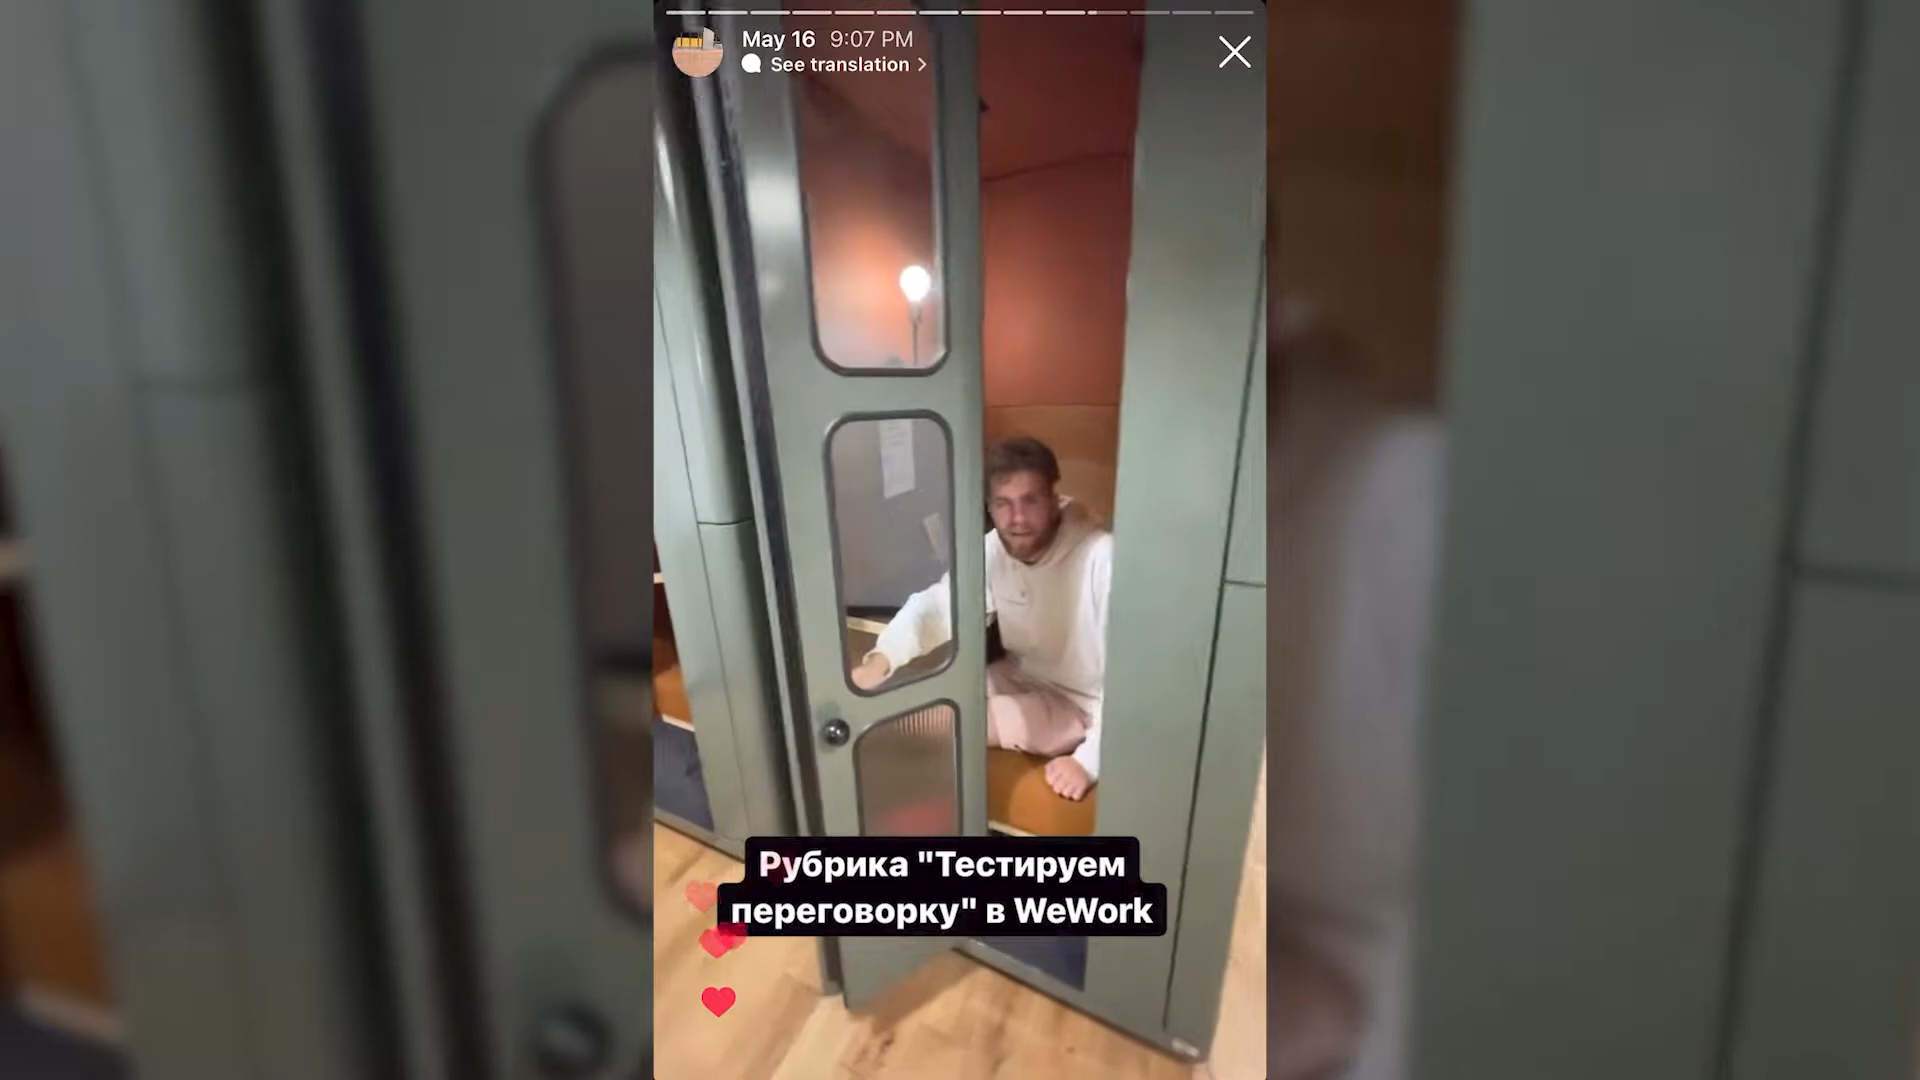 May 16 9:07 PM
See translation >
Рубрика "Тестируем
переговорку" в WeWork